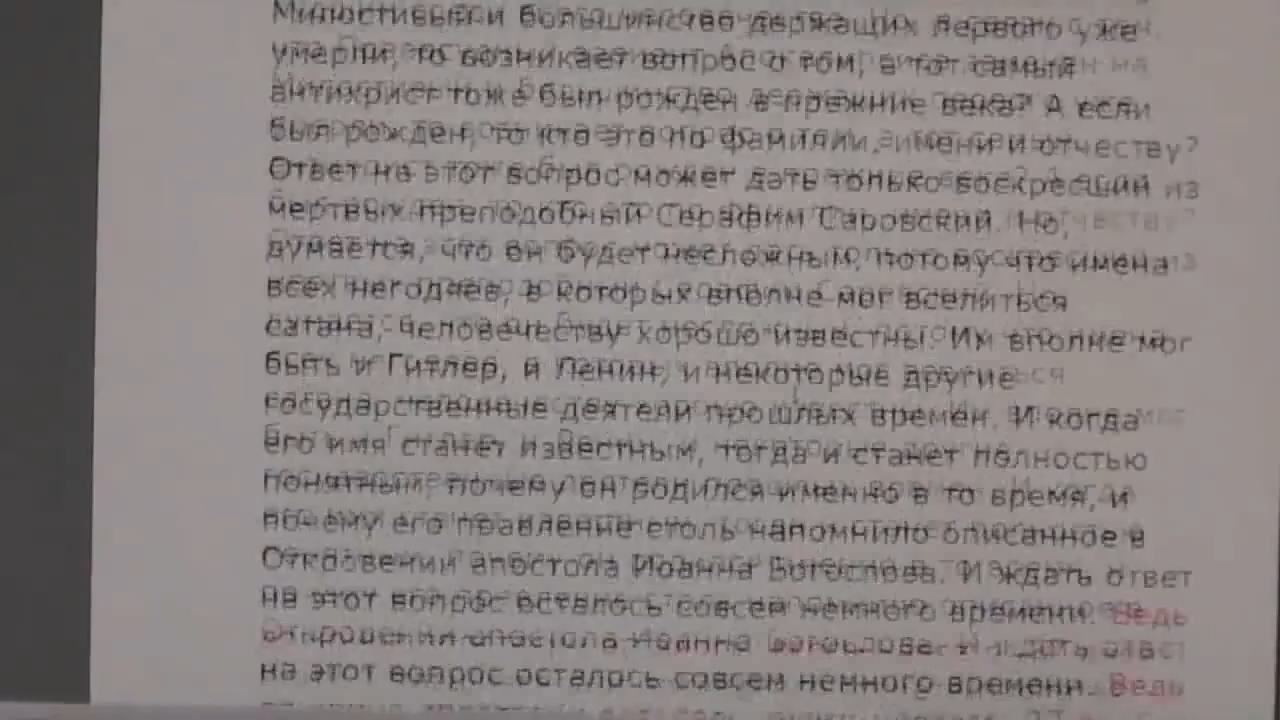 Милостивый и большинство держащих первого уже
умерли, то возникает вопрос о том, а тот самый
антихрист тоже был рожден в прежние века? А если
был рожден, то кто это по фамилии, имени и отчеству?
Ответ на этот вопрос может дать только воскресший из
мертвых преподобный Серафим Саровский. Но,
думается, что он будет несложным, потому что имена
всех негодяев, в которых вполне мог вселиться
сатана, человечеству хорошо известны. Им вполне мог
быть и Гитлер, и Ленин, и некоторые другие
государственные деятели прошлых времен. И когда
его имя станет известным, тогда и станет полностью
понятным, почему он родился именно в то время, и
почему его правление столь напомнило описанное в
Откровении апостола Иоанна Богослова. И ждать ответ
на этот вопрос осталось совсем немного времени. Ведь
Откровении апостола Иоанна Богослова. И ждать ответ
на этот вопрос осталось совсем немного времени. Ведь